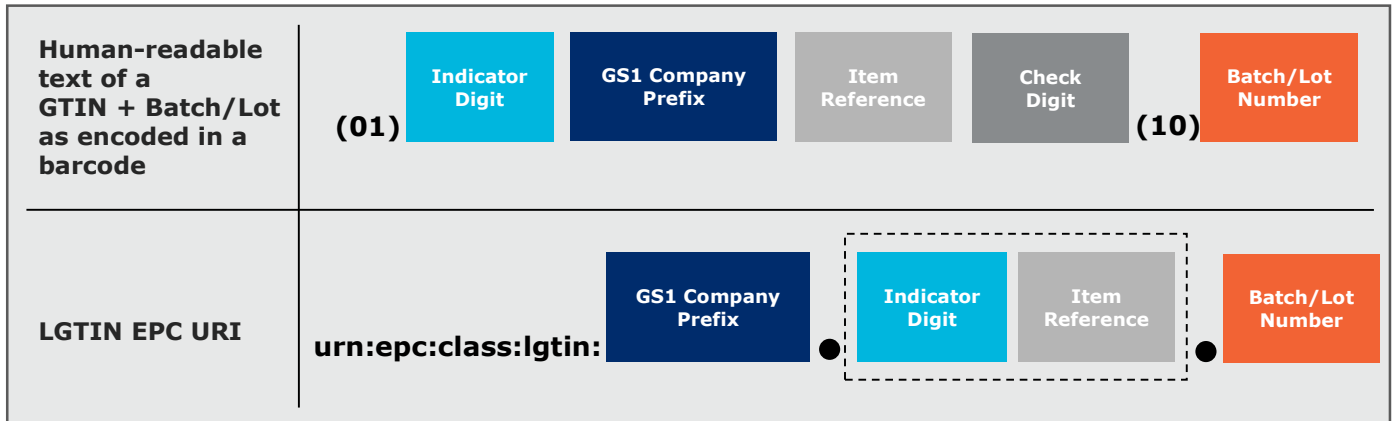 Human-readable
text of a
GTIN + Batch/Lot
as encoded in a
barcode
(01)
Indicator
Digit
GS1 Company
Prefix
Item
Reference
Check
Digit
(10)
Batch/Lot
Number
LGTIN EPC URI
urn:epc:class:lgtin:
GS1 Company
Prefix
●
Indicator
Digit
Item
Reference
●
Batch/Lot
Number